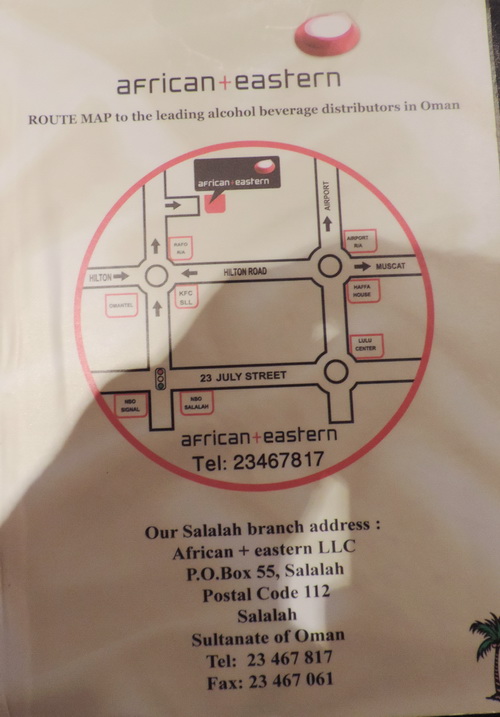 african+eastern
ROUTE MAP to the leading alcohol beverage distributors in Oman
african+eastern
AIRPORT
RAFO
R/A
AIRPORT
R/A
HILTON
HILTON ROAD
MUSCAT
OMANTEL
KFC
SLL
HAFFA
HOUSE
LULU
CENTER
23 JULY STREET
NBO
SIGNAL
NBO
SALALAH
african+eastern
Tel: 23467817
Our Salalah branch address :
African + eastern LLC
P.O.Box 55, Salalah
Postal Code 112
Salalah
Sultanate of Oman
Tel: 23 467 817
Fax: 23 467 061